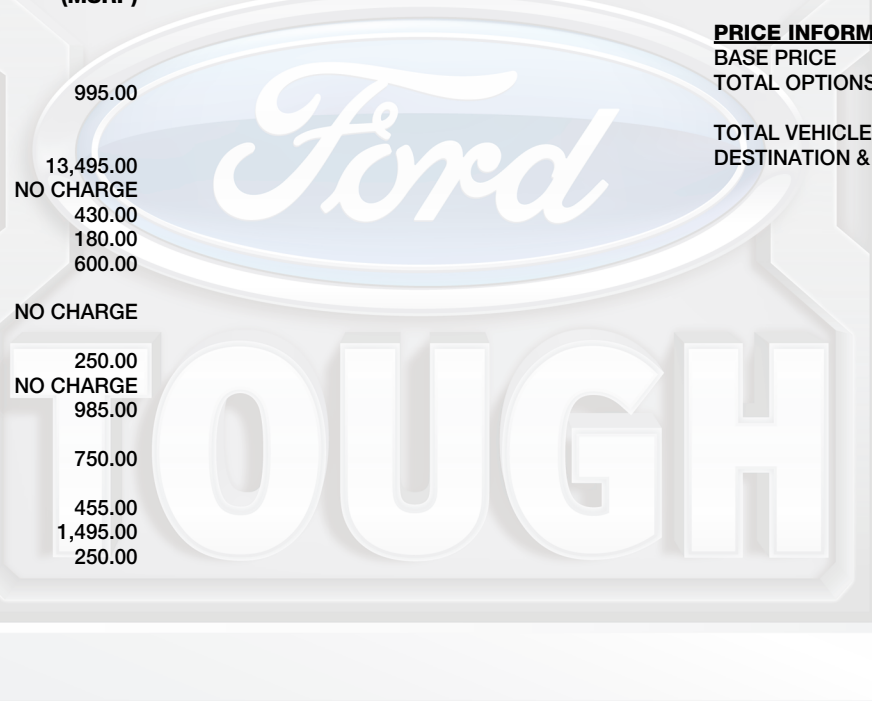 (MSRP)
995.00
13,495.00
NO CHARGE
430.00
180.00
600.00
NO CHARGE
250.00
NO CHARGE
985.00
750.00
455.00
1,495.00
250.00
PRICE INFORM
BASE PRICE
TOTAL OPTIONS
TOTAL VEHICLE
DESTINATION &
Ford
TOUGH